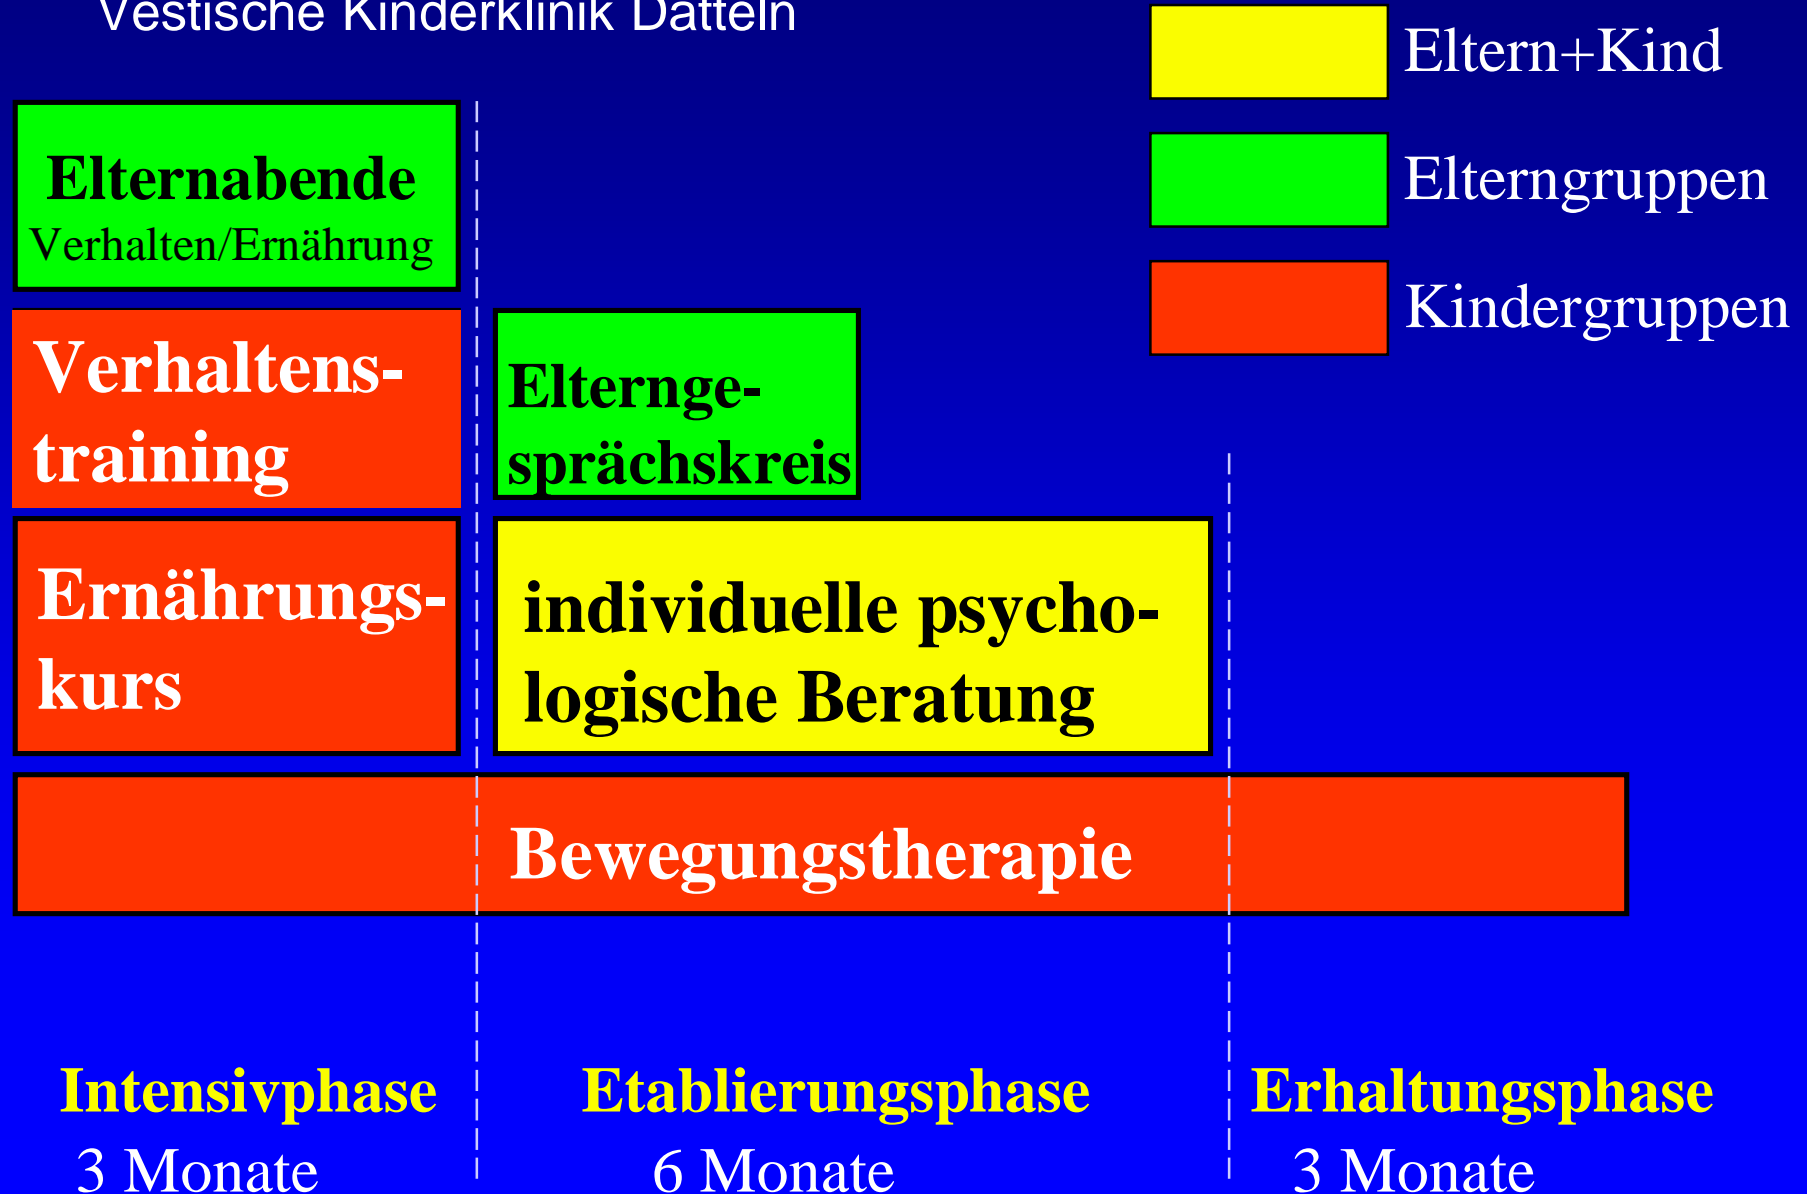 Vestische Kinderklinik Datteln
Eltern+Kind
Elterngruppen
Kindergruppen
Elternabende
Verhalten/Ernährung
Verhaltens-
training
Elternge-
sprächskreis
Ernährungs-
kurs
individuelle psycho-
logische Beratung
Bewegungstherapie
Intensivphase
3 Monate
Etablierungsphase
6 Monate
Erhaltungsphase
3 Monate